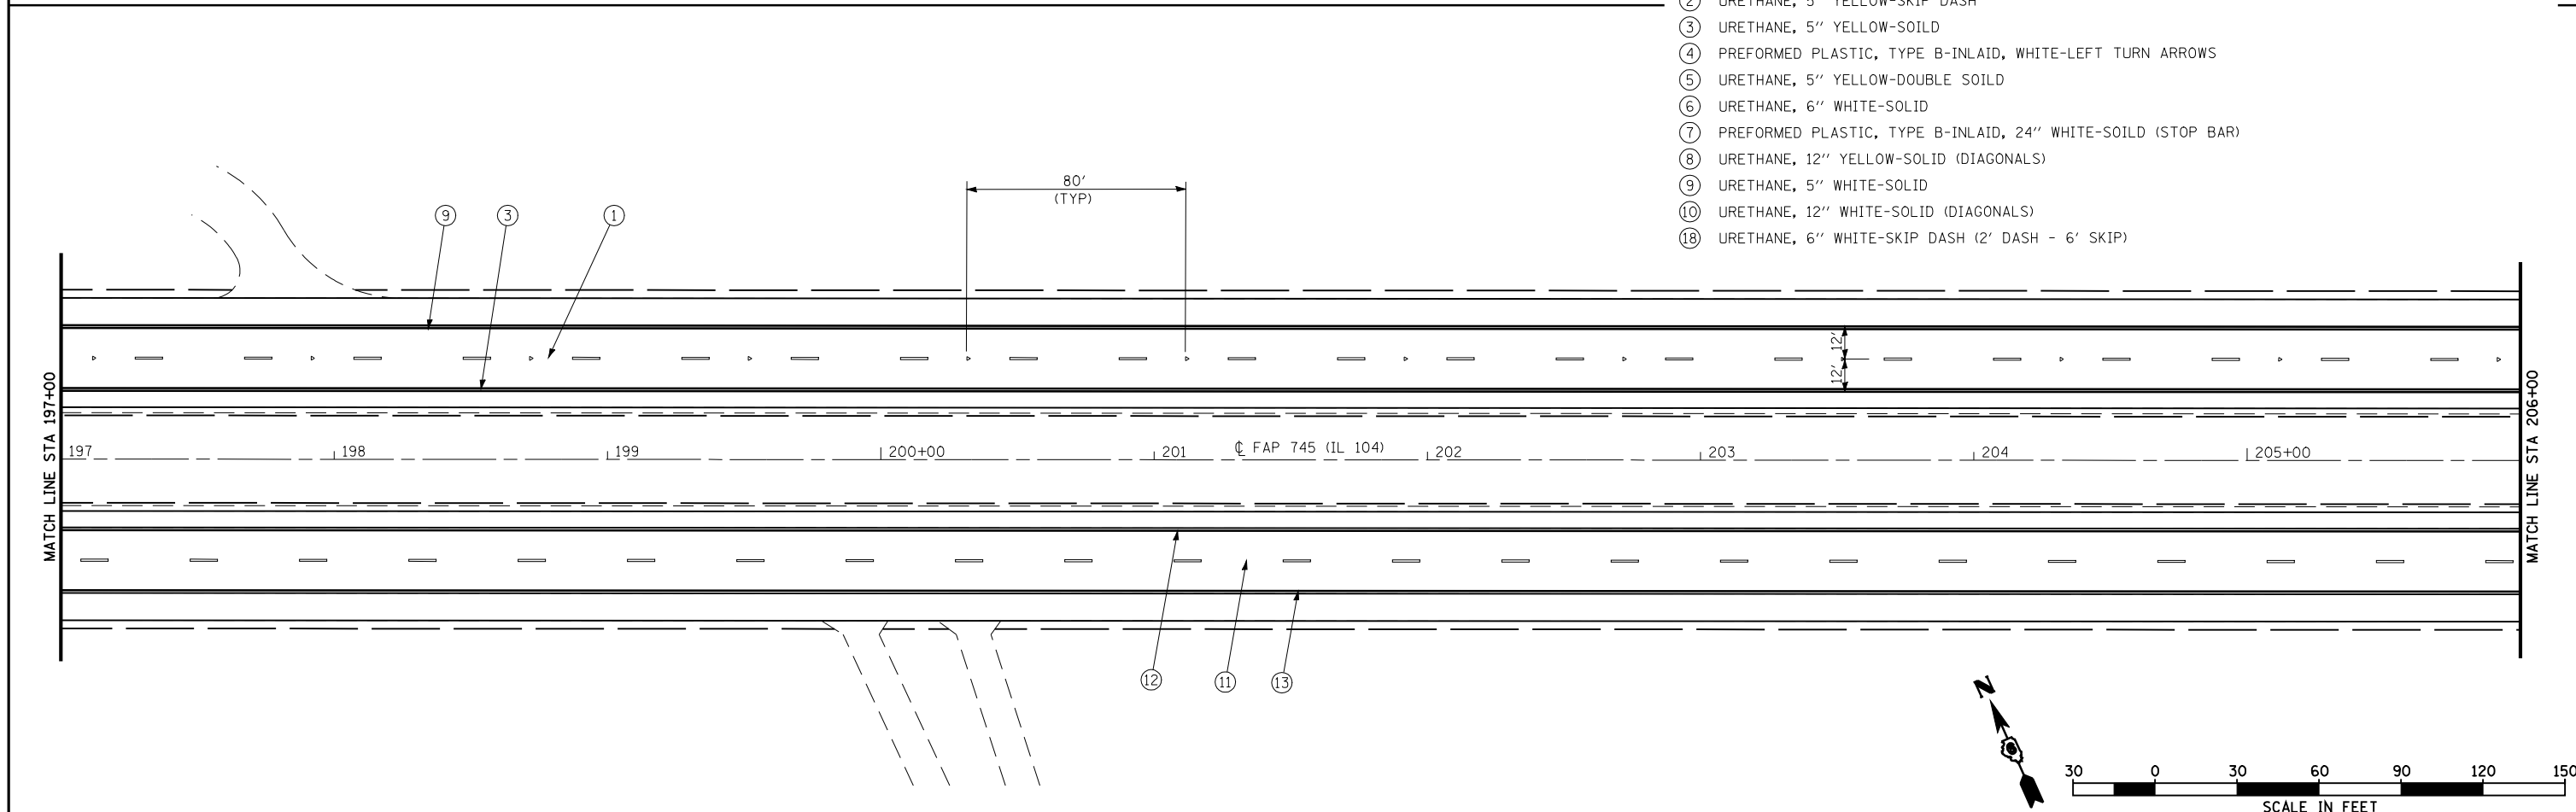 ② URETHANE, 5" YELLOW-SKIP DASH
③ URETHANE, 5" YELLOW-SOILD
④ PREFORMED PLASTIC, TYPE B-INLAID, WHITE-LEFT TURN ARROWS
⑤ URETHANE, 5" YELLOW-DOUBLE SOILD
⑥ URETHANE, 6" WHITE-SOLID
⑦ PREFORMED PLASTIC, TYPE B-INLAID, 24" WHITE-SOILD (STOP BAR)
⑧ URETHANE, 12" YELLOW-SOLID (DIAGONALS)
⑨ URETHANE, 5" WHITE-SOLID
⑩ URETHANE, 12" WHITE-SOLID (DIAGONALS)
⑱ URETHANE, 6" WHITE-SKIP DASH (2' DASH - 6' SKIP)
80'
(TYP)
⑨ ③ ①
12'
12'
MATCH LINE STA 197+00
MATCH LINE STA 206+00
197 198 199 200+00 201 ℄ FAP 745 (IL 104) 202 203 204 205+00
⑫ ⑪ ⑬
N
6
30 0 30 60 90 120 150
SCALE IN FEET